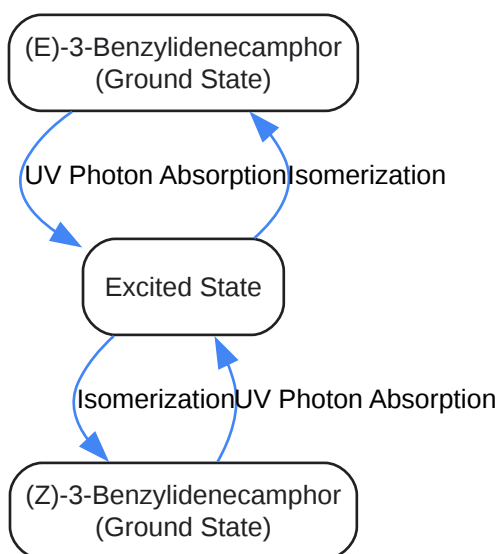 (E)-3-Benzylidenecamphor
(Ground State)
UV Photon Absorption
Isomerization
Excited State
Isomerization
UV Photon Absorption
(Z)-3-Benzylidenecamphor
(Ground State)